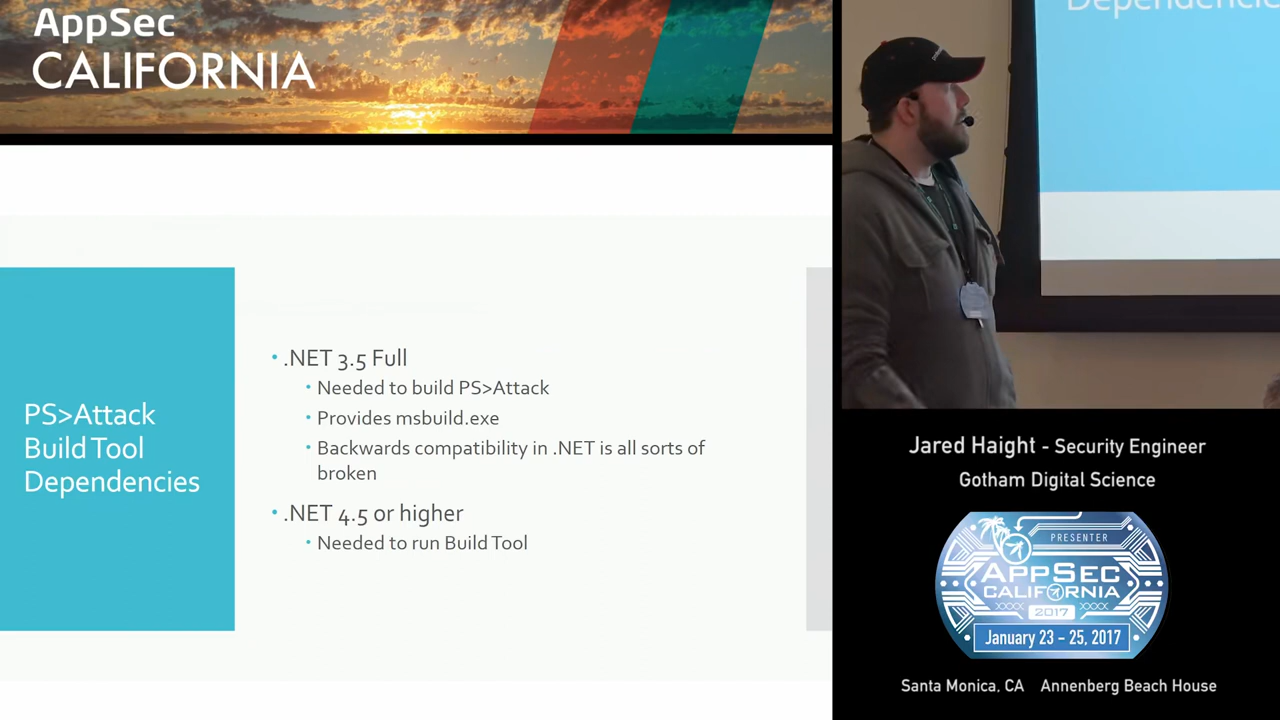 AppSec
CALIFORNIA
Dependencie
PS>Attack
Build Tool
Dependencies
• .NET 3.5 Full
• Needed to build PS>Attack
• Provides msbuild.exe
• Backwards compatibility in .NET is all sorts of
broken
• .NET 4.5 or higher
• Needed to run Build Tool
Jared Haight - Security Engineer
Gotham Digital Science
PRESENTER
APPSEC
CALIFORNIA
2017
January 23 - 25, 2017
Santa Monica, CA Annenberg Beach House